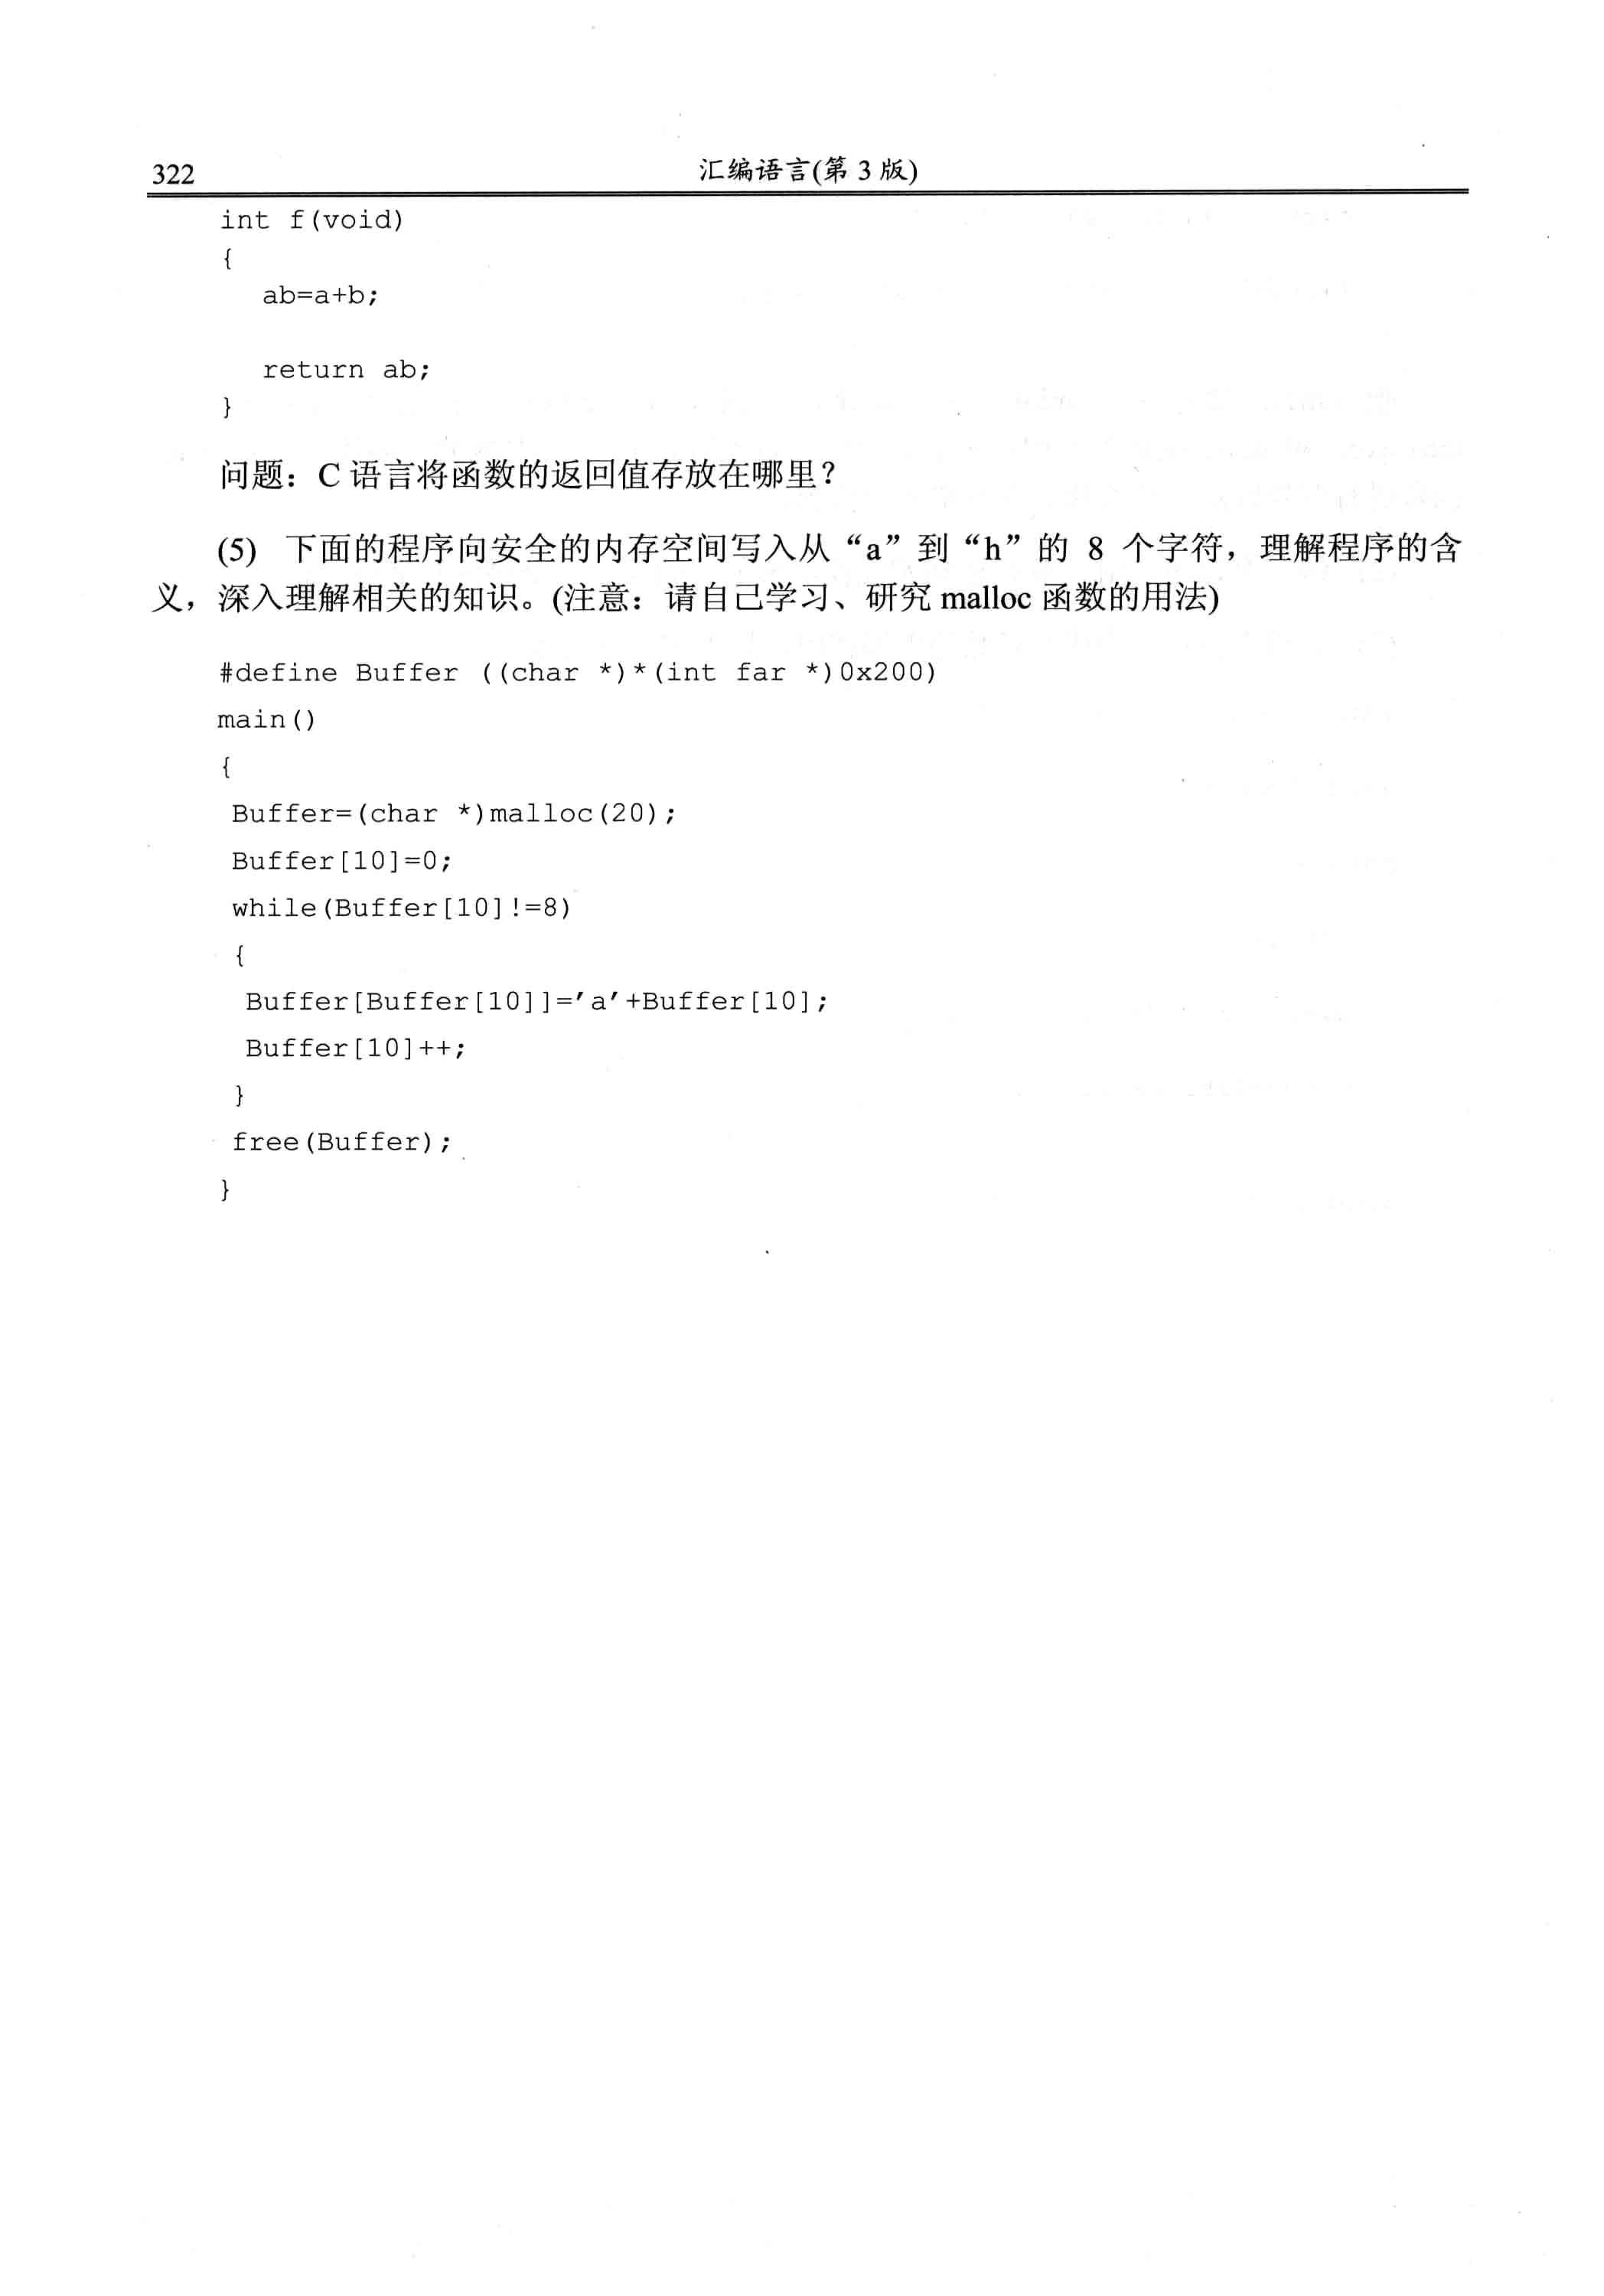 322
汇编语言(第 3 版)
int f(void)
{
ab=a+b;
return ab;
}
问题：C 语言将函数的返回值存放在哪里？
(5) 下面的程序向安全的内存空间写入从“a”到“h”的 8 个字符，理解程序的含
义，深入理解相关的知识。(注意：请自己学习、研究 malloc 函数的用法)
#define Buffer ((char *)*(int far *)0x200)
main()
{
Buffer=(char *)malloc(20);
Buffer[10]=0;
while(Buffer[10]!=8)
{
Buffer[Buffer[10]]='a'+Buffer[10];
Buffer[10]++;
}
free(Buffer);
}